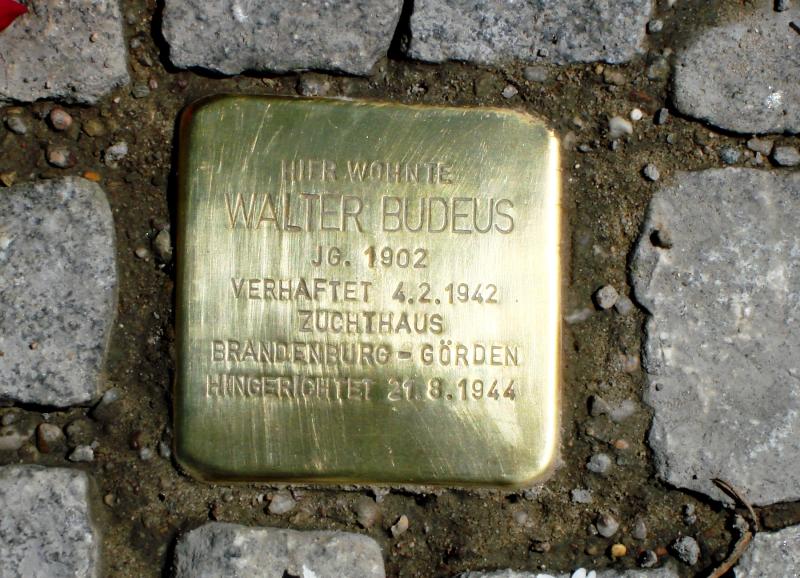 HIER WOHNTE
WALTER BUDEUS
JG. 1902
VERHAFTET 4.2.1942
ZUCHTHAUS
BRANDENBURG - GÖRDEN
HINGERICHTET 21.8.1944